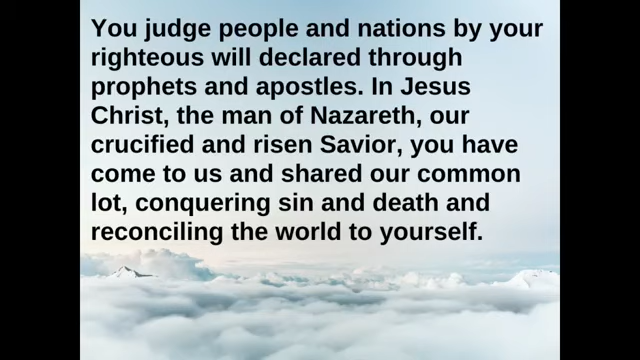 You judge people and nations by your
righteous will declared through
prophets and apostles. In Jesus
Christ, the man of Nazareth, our
crucified and risen Savior, you have
come to us and shared our common
lot, conquering sin and death and
reconciling the world to yourself.